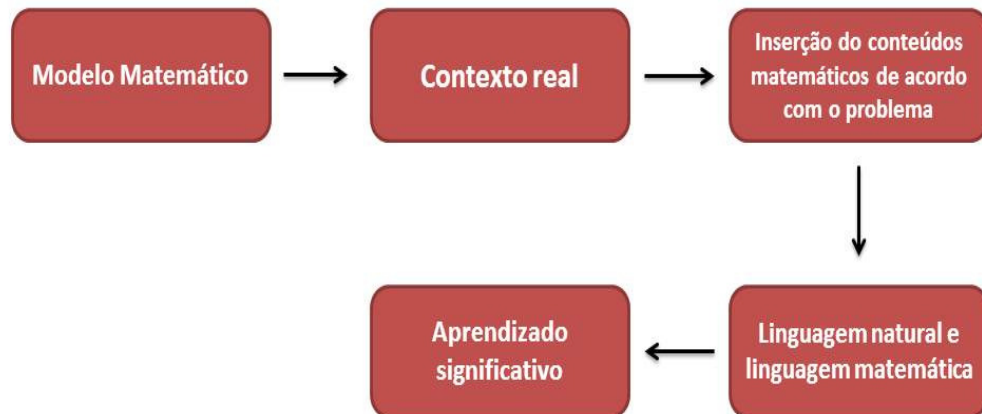 Modelo Matemático
Contexto real
Inserção do conteúdos
matemáticos de acordo
com o problema
Linguagem natural e
linguagem matemática
Aprendizado
significativo